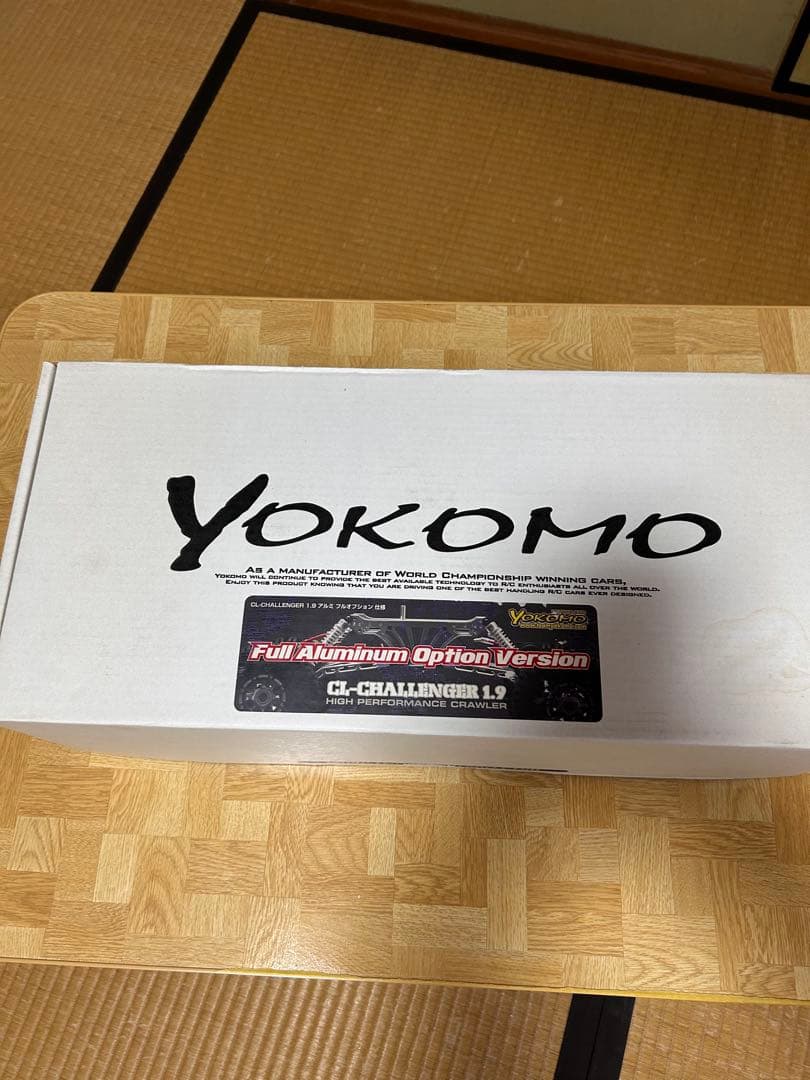 YOKOMO
AS A MANUFACTURER OF WORLD CHAMPIONSHIP WINNING CARS,
YOKOMO WILL CONTINUE TO PROVIDE THE BEST AVAILABLE TECHNOLOGY TO R/C ENTHUSIASTS ALL OVER THE WORLD.
ENJOY THIS PRODUCT KNOWING THAT YOU ARE DRIVING ONE OF THE BEST HANDLING R/C CARS EVER DESIGNED.
CL-CHALLENGER 1.9 アルミ フルオプション 仕様
YOKOMO
Full Aluminum Option Version
CL-CHALLENGER 1.9
HIGH PERFORMANCE CRAWLER